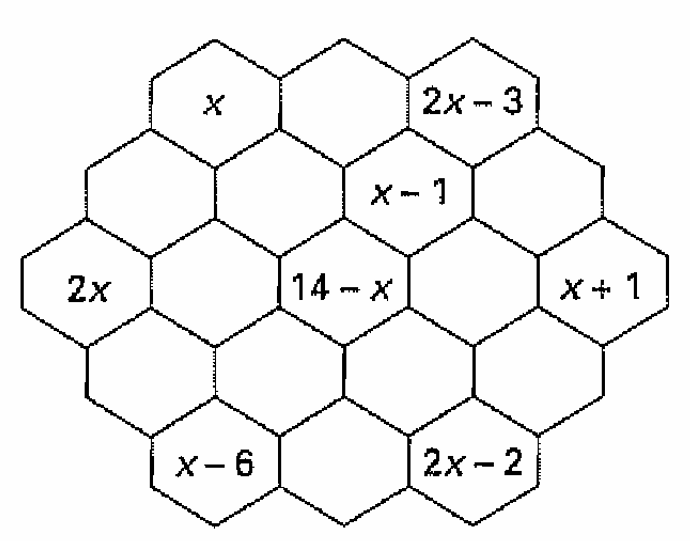 x 2x – 3
x – 1
2x 14 – x x + 1
x – 6 2x – 2